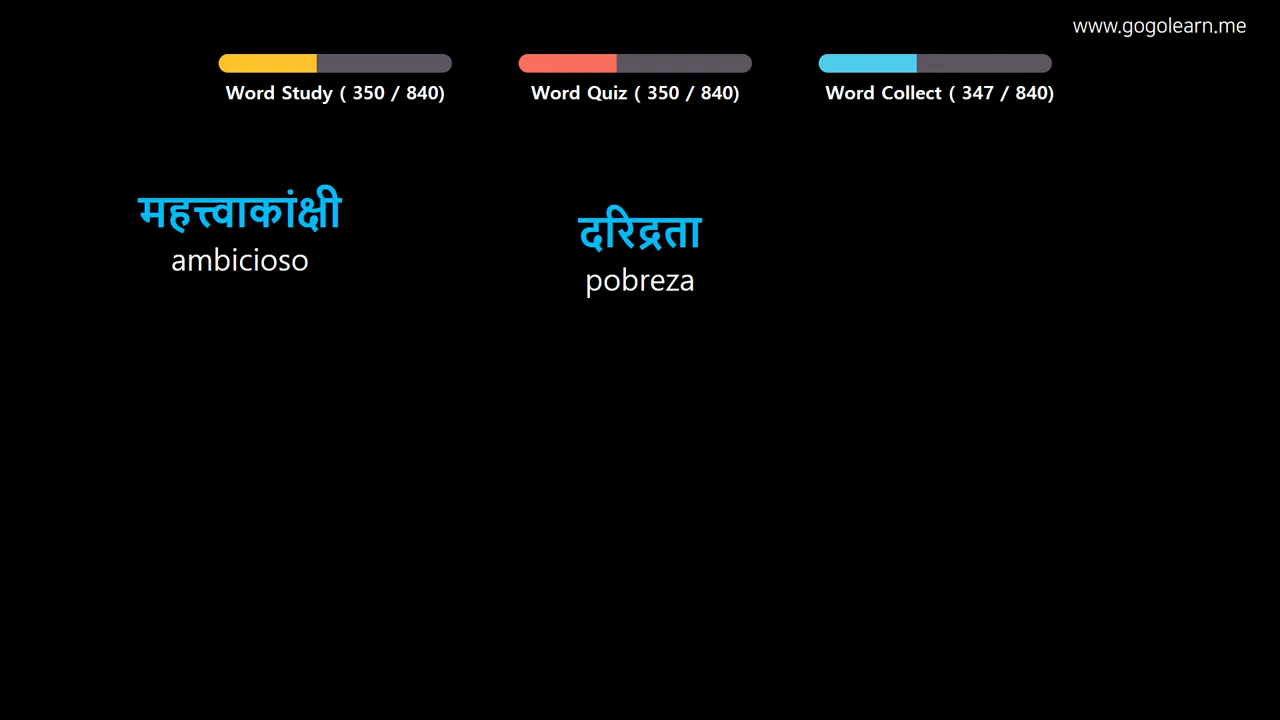 www.gogolearn.me
Word Study ( 350 / 840)
Word Quiz ( 350 / 840)
Word Collect ( 347 / 840)
महत्त्वाकांक्षी
ambicioso
दरिद्रता
pobreza